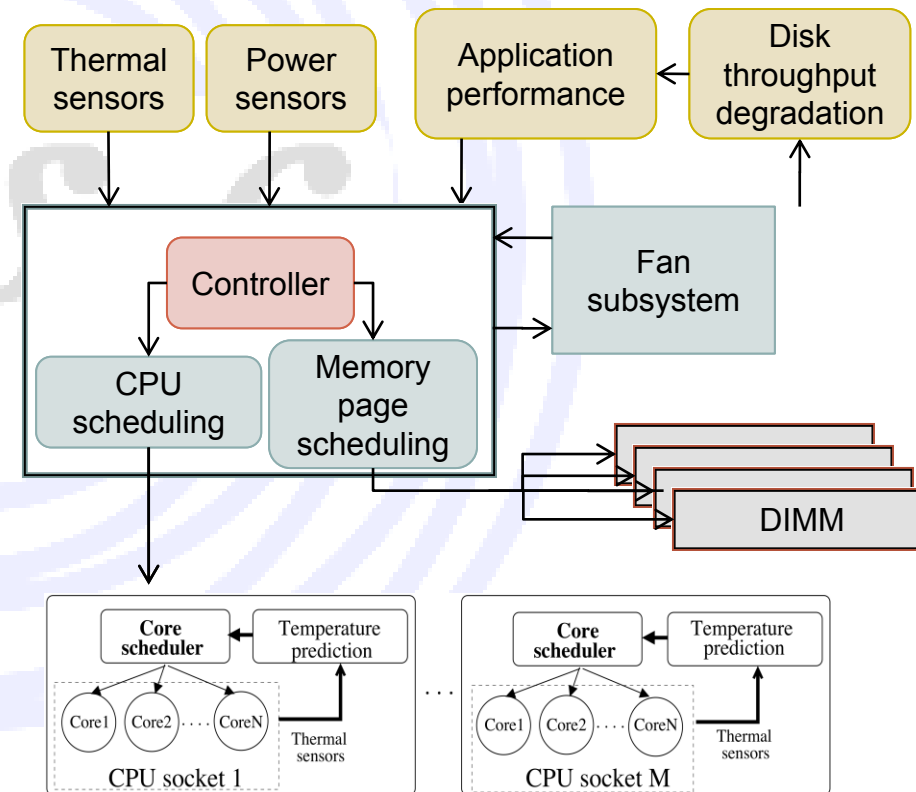 Thermal
sensors
Power
sensors
Application
performance
Disk
throughput
degradation
Controller
Fan
subsystem
CPU
scheduling
Memory
page
scheduling
DIMM
Core
scheduler
Temperature
prediction
Core1
Core2
....
CoreN
Thermal
sensors
CPU socket 1
. . .
Core
scheduler
Temperature
prediction
Core1
Core2
....
CoreN
Thermal
sensors
CPU socket M